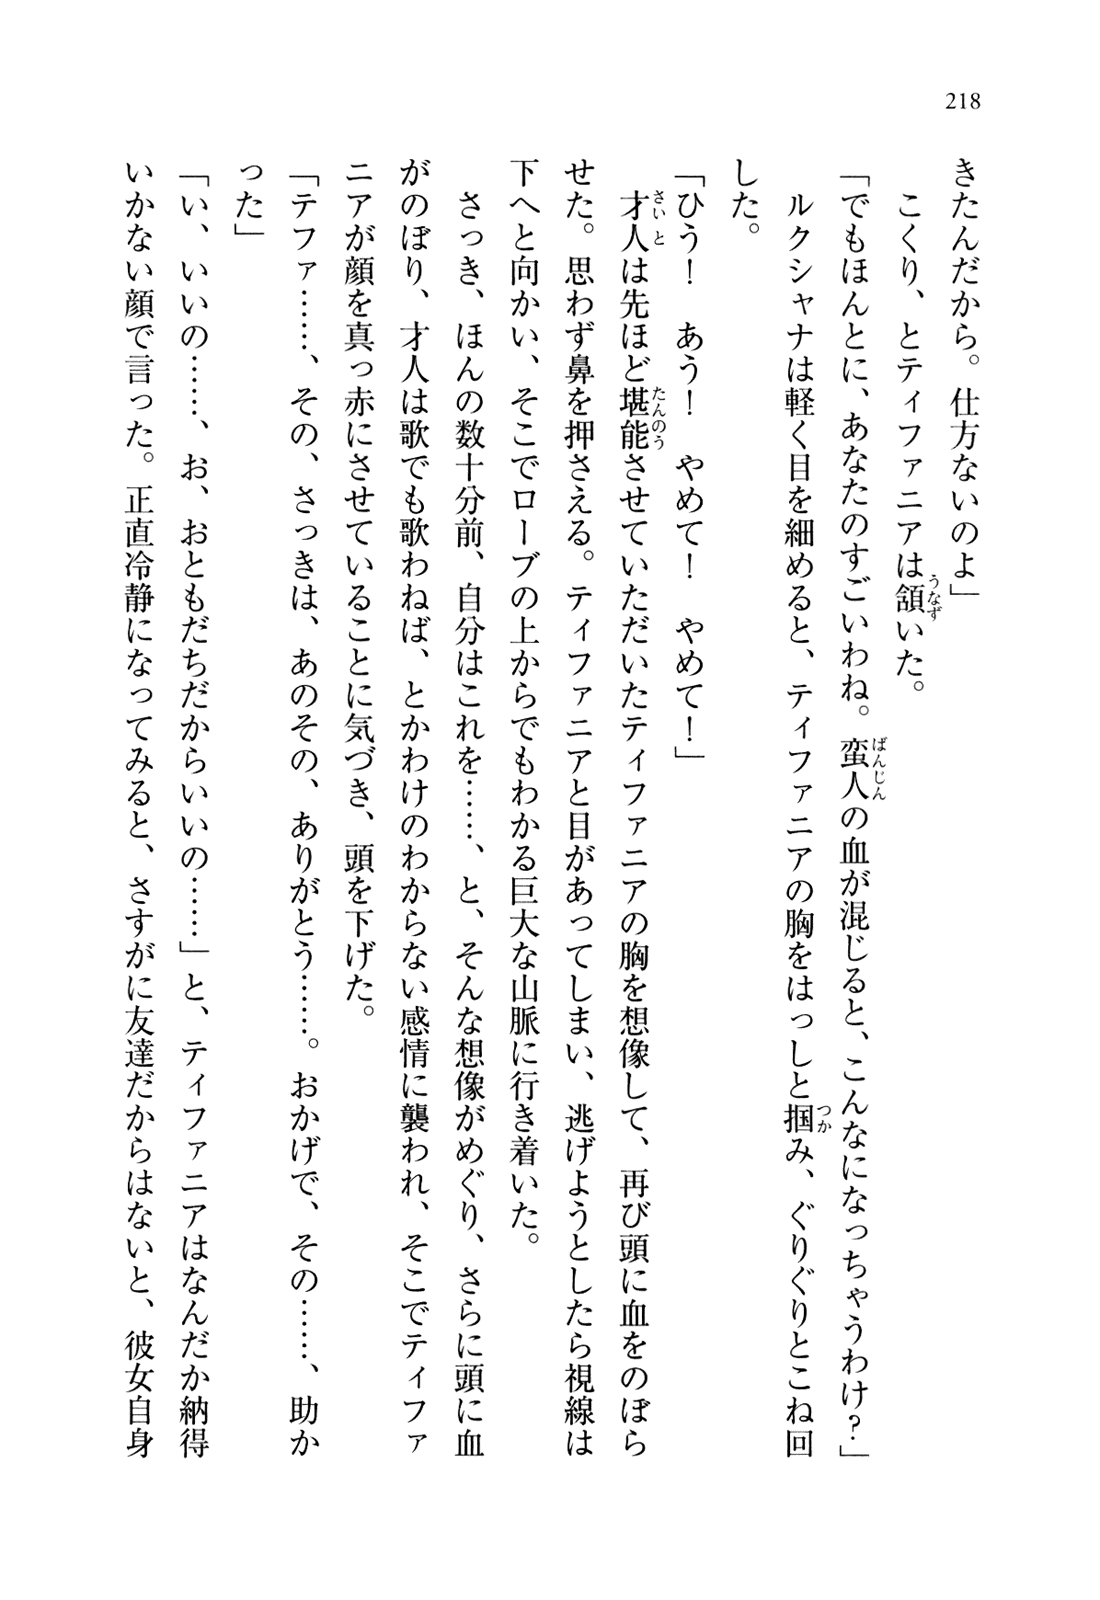 218
きたんだから。仕方ないのよ」
　こくり、とティファニアは頷いた。
「でもほんとに、あなたのすごいわね。蛮人の血が混じると、こんなになっちゃうわけ？」
　ルクシャナは軽く目を細めると、ティファニアの胸をはっしと掴み、ぐりぐりとこね回
した。
「ひう！　あう！　やめて！　やめて！」
　才人は先ほど堪能させていただいたティファニアの胸を想像して、再び頭に血をのぼら
せた。思わず鼻を押さえる。ティファニアと目があってしまい、逃げようとしたら視線は
下へと向かい、そこでローブの上からでもわかる巨大な山脈に行き着いた。
　さっき、ほんの数十分前、自分はこれを……、と、そんな想像がめぐり、さらに頭に血
がのぼり、才人は歌でも歌わねば、とかわけのわからない感情に襲われ、そこでティファ
ニアが顔を真っ赤にさせていることに気づき、頭を下げた。
「テファ……、その、さっきは、あのその、ありがとう……。おかげで、その……、助か
った」
「い、いいの……、お、おともだちだからいいの……」と、ティファニアはなんだか納得
いかない顔で言った。正直冷静になってみると、さすがに友達だからはないと、彼女自身